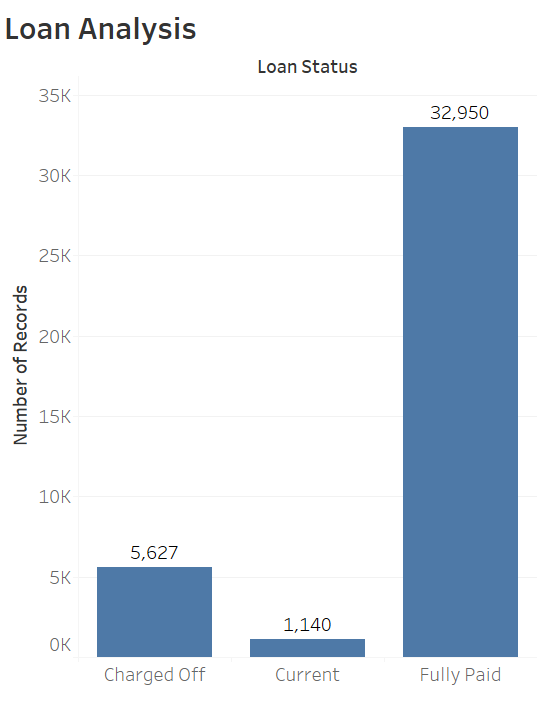 Loan Analysis
Loan Status
35K
30K
25K
20K
15K
10K
5K
0K
Number of Records
5,627
1,140
32,950
Charged Off
Current
Fully Paid